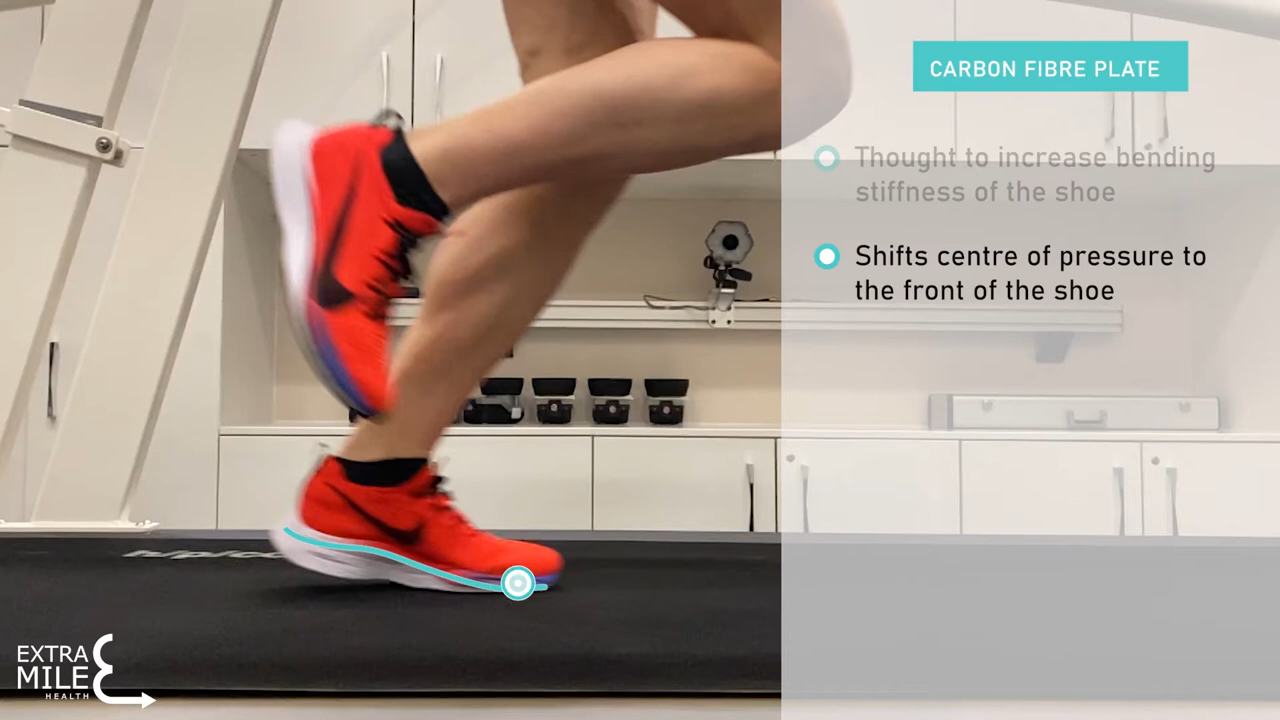 CARBON FIBRE PLATE
Thought to increase bending
stiffness of the shoe
Shifts centre of pressure to
the front of the shoe
EXTRA
MILE
HEALTH